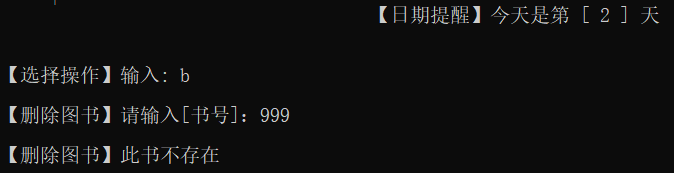 【日期提醒】今天是第 [ 2 ] 天
【选择操作】输入: b
【删除图书】请输入[书号]: 999
【删除图书】此书不存在